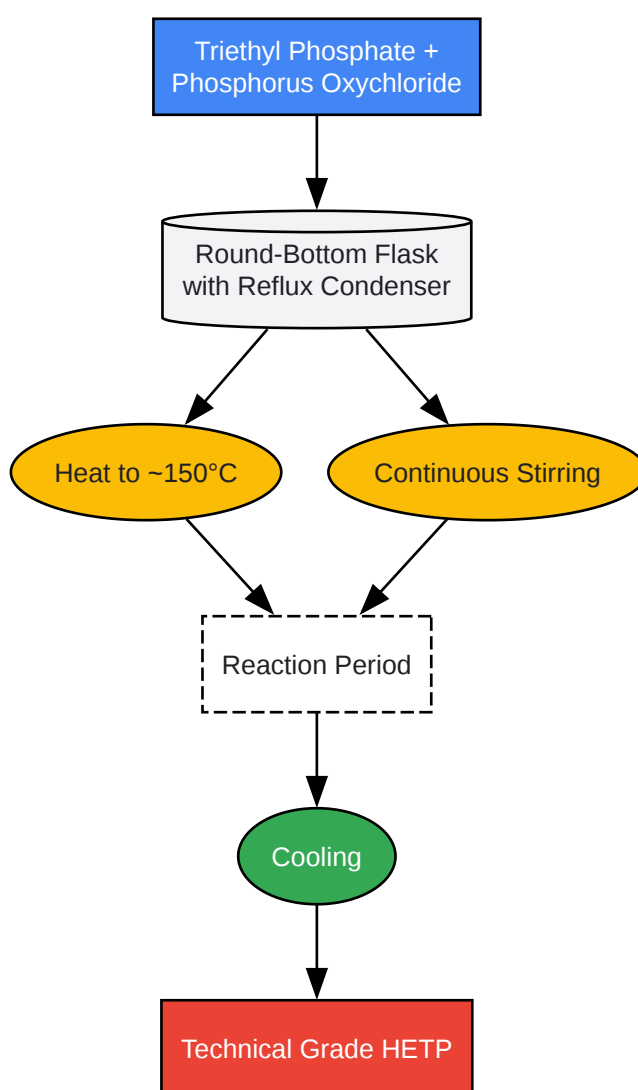 Triethyl Phosphate +
Phosphorus Oxychloride
Round-Bottom Flask
with Reflux Condenser
Heat to ~150°C
Continuous Stirring
Reaction Period
Cooling
Technical Grade HETP